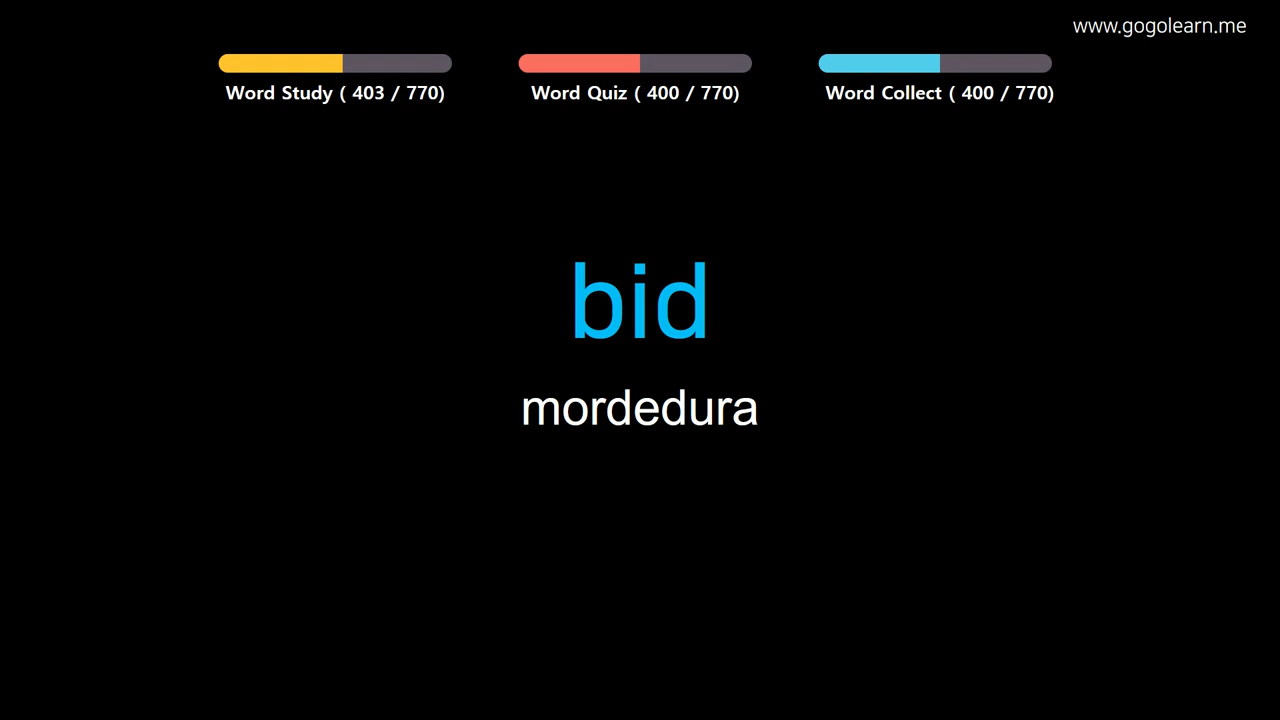 www.gogolearn.me
Word Study ( 403 / 770)
Word Quiz ( 400 / 770)
Word Collect ( 400 / 770)
bid
mordedura